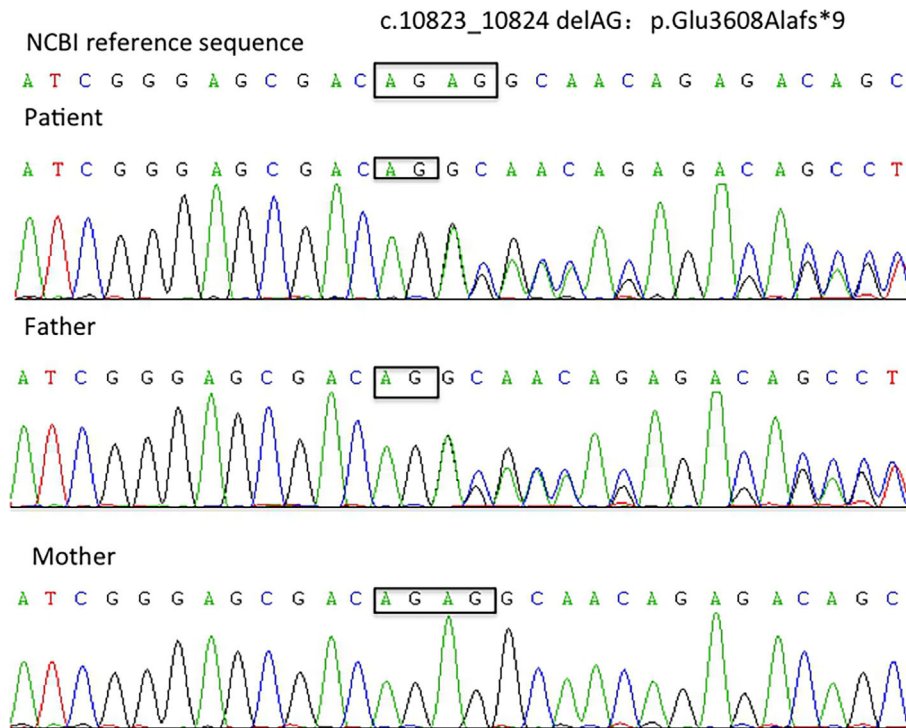 c.10823_10824 delAG: p.Glu3608Alafs*9
NCBI reference sequence
A T C G G G A G C G A C A G A G G C A A C A G A G A C A G C
Patient
A T C G G G A G C G A C A G G C A A C A G A G A C A G C C T
Father
A T C G G G A G C G A C A G G C A A C A G A G A C A G C C T
Mother
A T C G G G A G C G A C A G A G G C A A C A G A G A C A G C